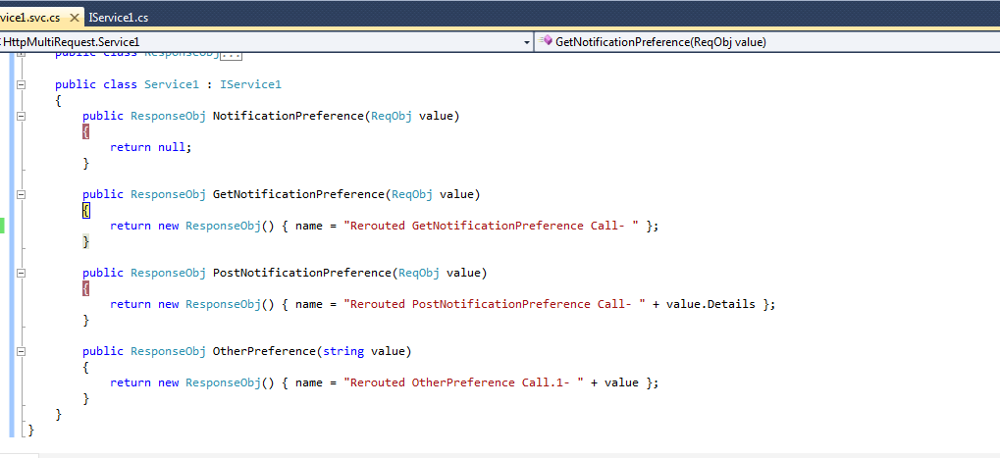 vice1.svc.cs IService1.cs
HttpMultiRequest.Service1 GetNotificationPreference(ReqObj value)
public class ResponseObj...
public class Service1 : IService1
{
public ResponseObj NotificationPreference(ReqObj value)
{
return null;
}
public ResponseObj GetNotificationPreference(ReqObj value)
{
return new ResponseObj() { name = "Rerouted GetNotificationPreference Call- " };
}
public ResponseObj PostNotificationPreference(ReqObj value)
{
return new ResponseObj() { name = "Rerouted PostNotificationPreference Call- " + value.Details };
}
public ResponseObj OtherPreference(string value)
{
return new ResponseObj() { name = "Rerouted OtherPreference Call.1- " + value };
}
}
}